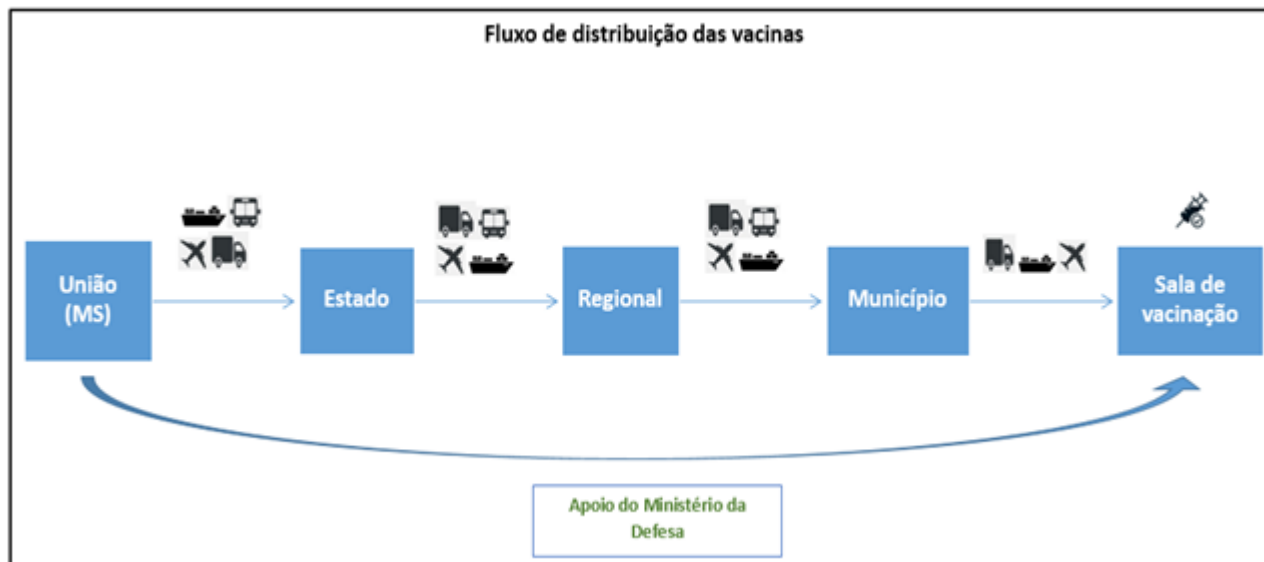 Fluxo de distribuição das vacinas
União
(MS)
Estado
Regional
Município
Sala de
vacinação
Apoio do Ministério da
Defesa